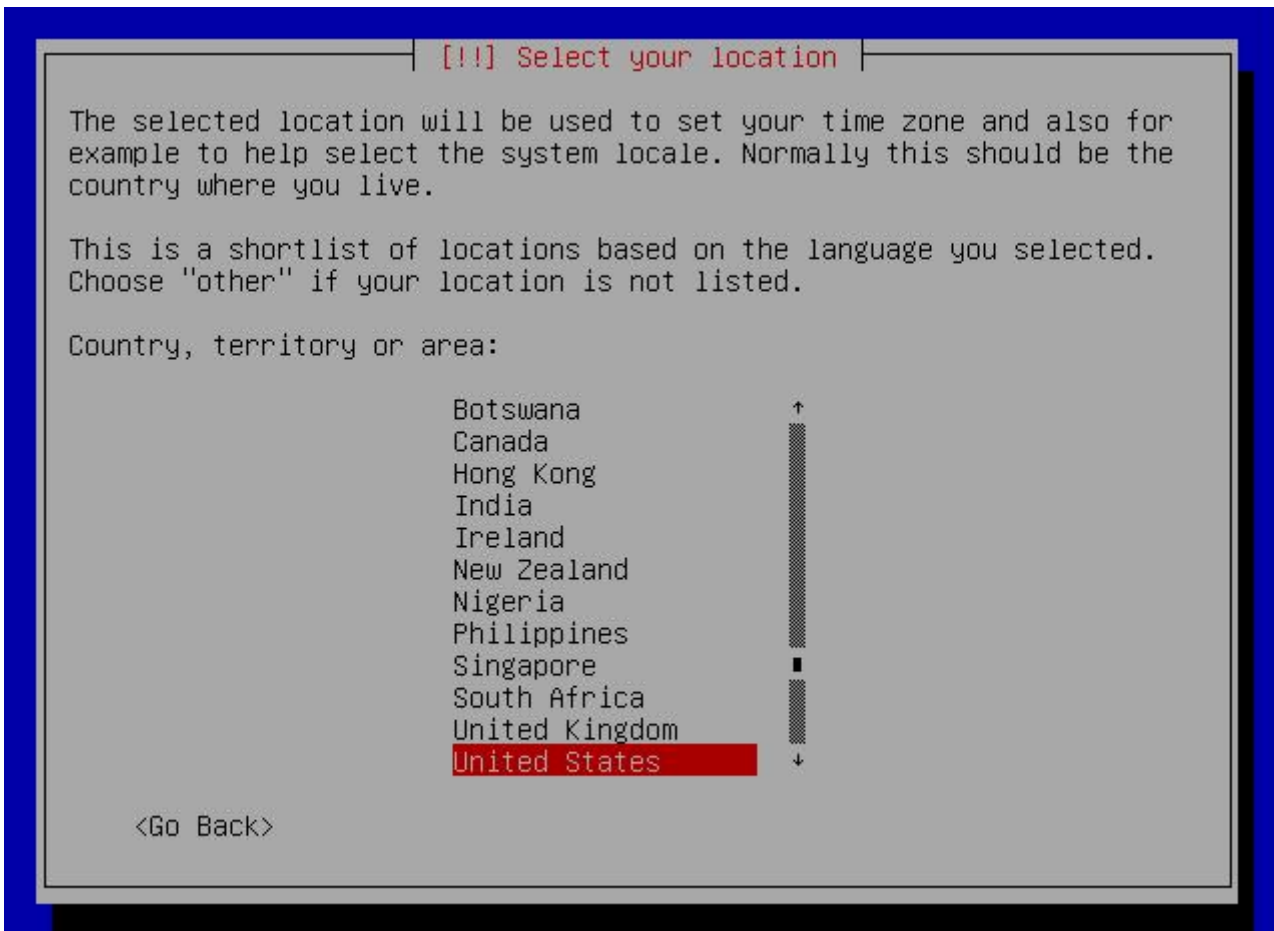 [!!] Select your location
The selected location will be used to set your time zone and also for
example to help select the system locale. Normally this should be the
country where you live.
This is a shortlist of locations based on the language you selected.
Choose "other" if your location is not listed.
Country, territory or area:
Botswana
Canada
Hong Kong
India
Ireland
New Zealand
Nigeria
Philippines
Singapore
South Africa
United Kingdom
United States
<Go Back>